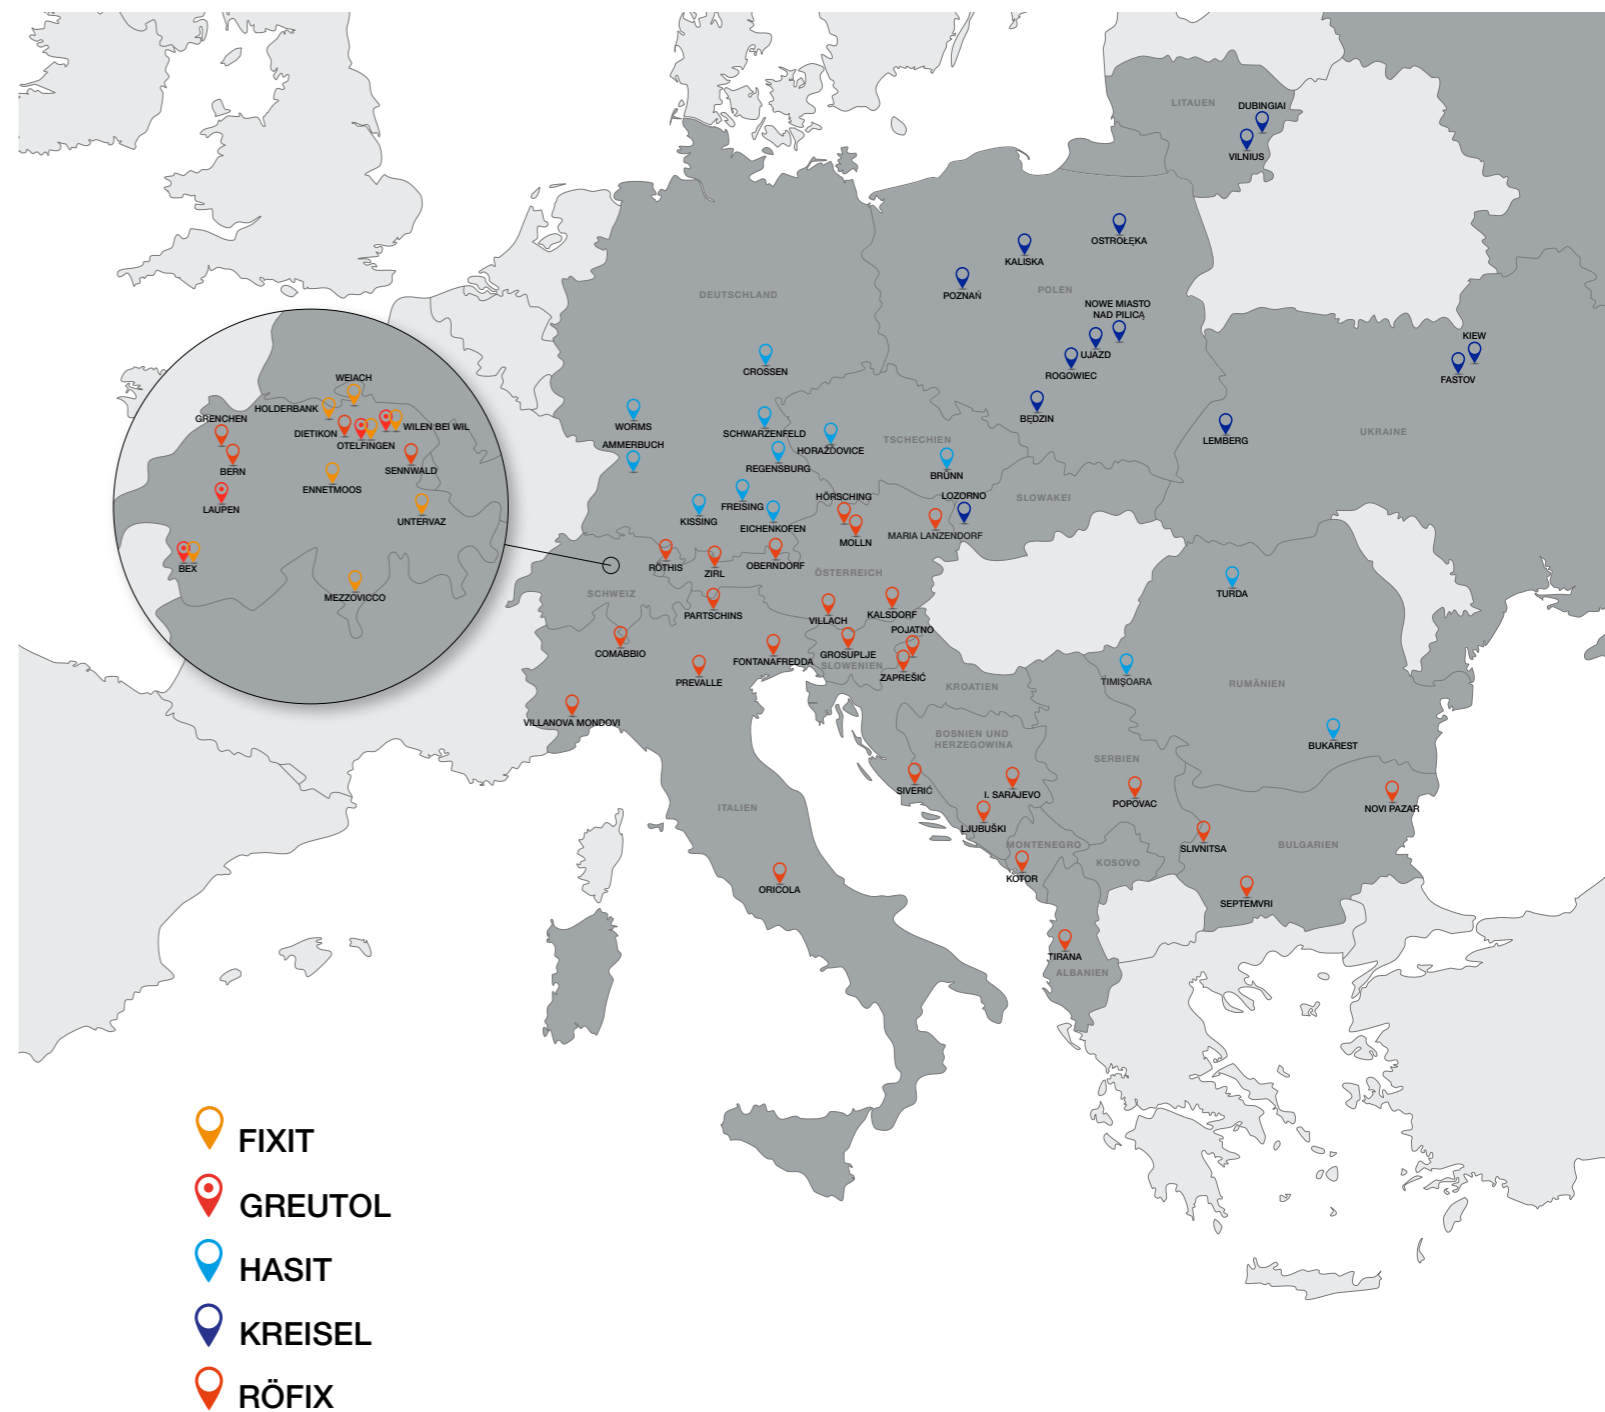 LITAUEN
DUBINGIAI
VILNIUS
OSTROŁĘKA
KALISKA
POZNAŃ
POLEN
DEUTSCHLAND
NOWE MIASTO
NAD PILICĄ
UJAZD
ROGOWIEC
KIEW
FASTOV
CROSSEN
BĘDZIN
LEMBERG
UKRAINE
WORMS
SCHWARZENFELD
AMMERBUCH
HORAZDOVICE
TSCHECHIEN
REGENSBURG
BRÜNN
LOZORNO
SLOWAKEI
FREISING
HÖRSCHING
KISSING
EICHENKOFEN
MOLLN
MARIA LANZENDORF
RÖTHIS
ZIRL
OBERNDORF
ÖSTERREICH
SCHWEIZ
PARTSCHINS
VILLACH
KALSDORF
POJATNO
TURDA
COMABBIO
FONTANAFREDDA
GROSUPLJE
SLOWENIEN
ZAPREŠIĆ
PREVALLE
KROATIEN
TIMIŞOARA
RUMÄNIEN
VILLANOVA MONDOVI
BOSNIEN UND
HERZEGOWINA
BUKAREST
SERBIEN
SIVERIĆ
I. SARAJEVO
POPOVAC
NOVI PAZAR
ITALIEN
LJUBUŠKI
MONTENEGRO
SLIVNITSA
BULGARIEN
KOSOVO
KOTOR
ORICOLA
SEPTEMVRI
TIRANA
ALBANIEN
WEIACH
HOLDERBANK
GRENCHEN
DIETIKON
WILEN BEI WIL
OTELFINGEN
BERN
SENNWALD
ENNETMOOS
LAUPEN
UNTERVAZ
BEX
MEZZOVICCO
FIXIT
GREUTOL
HASIT
KREISEL
RÖFIX